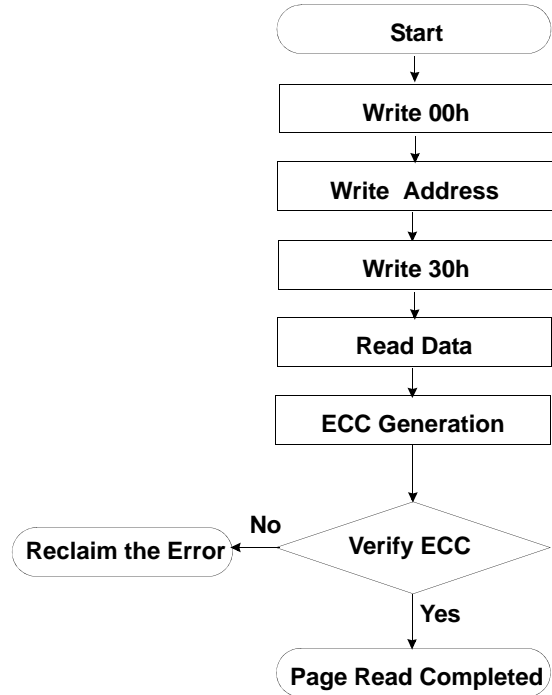 Start
Write 00h
Write Address
Write 30h
Read Data
ECC Generation
No
Reclaim the Error
Verify ECC
Yes
Page Read Completed